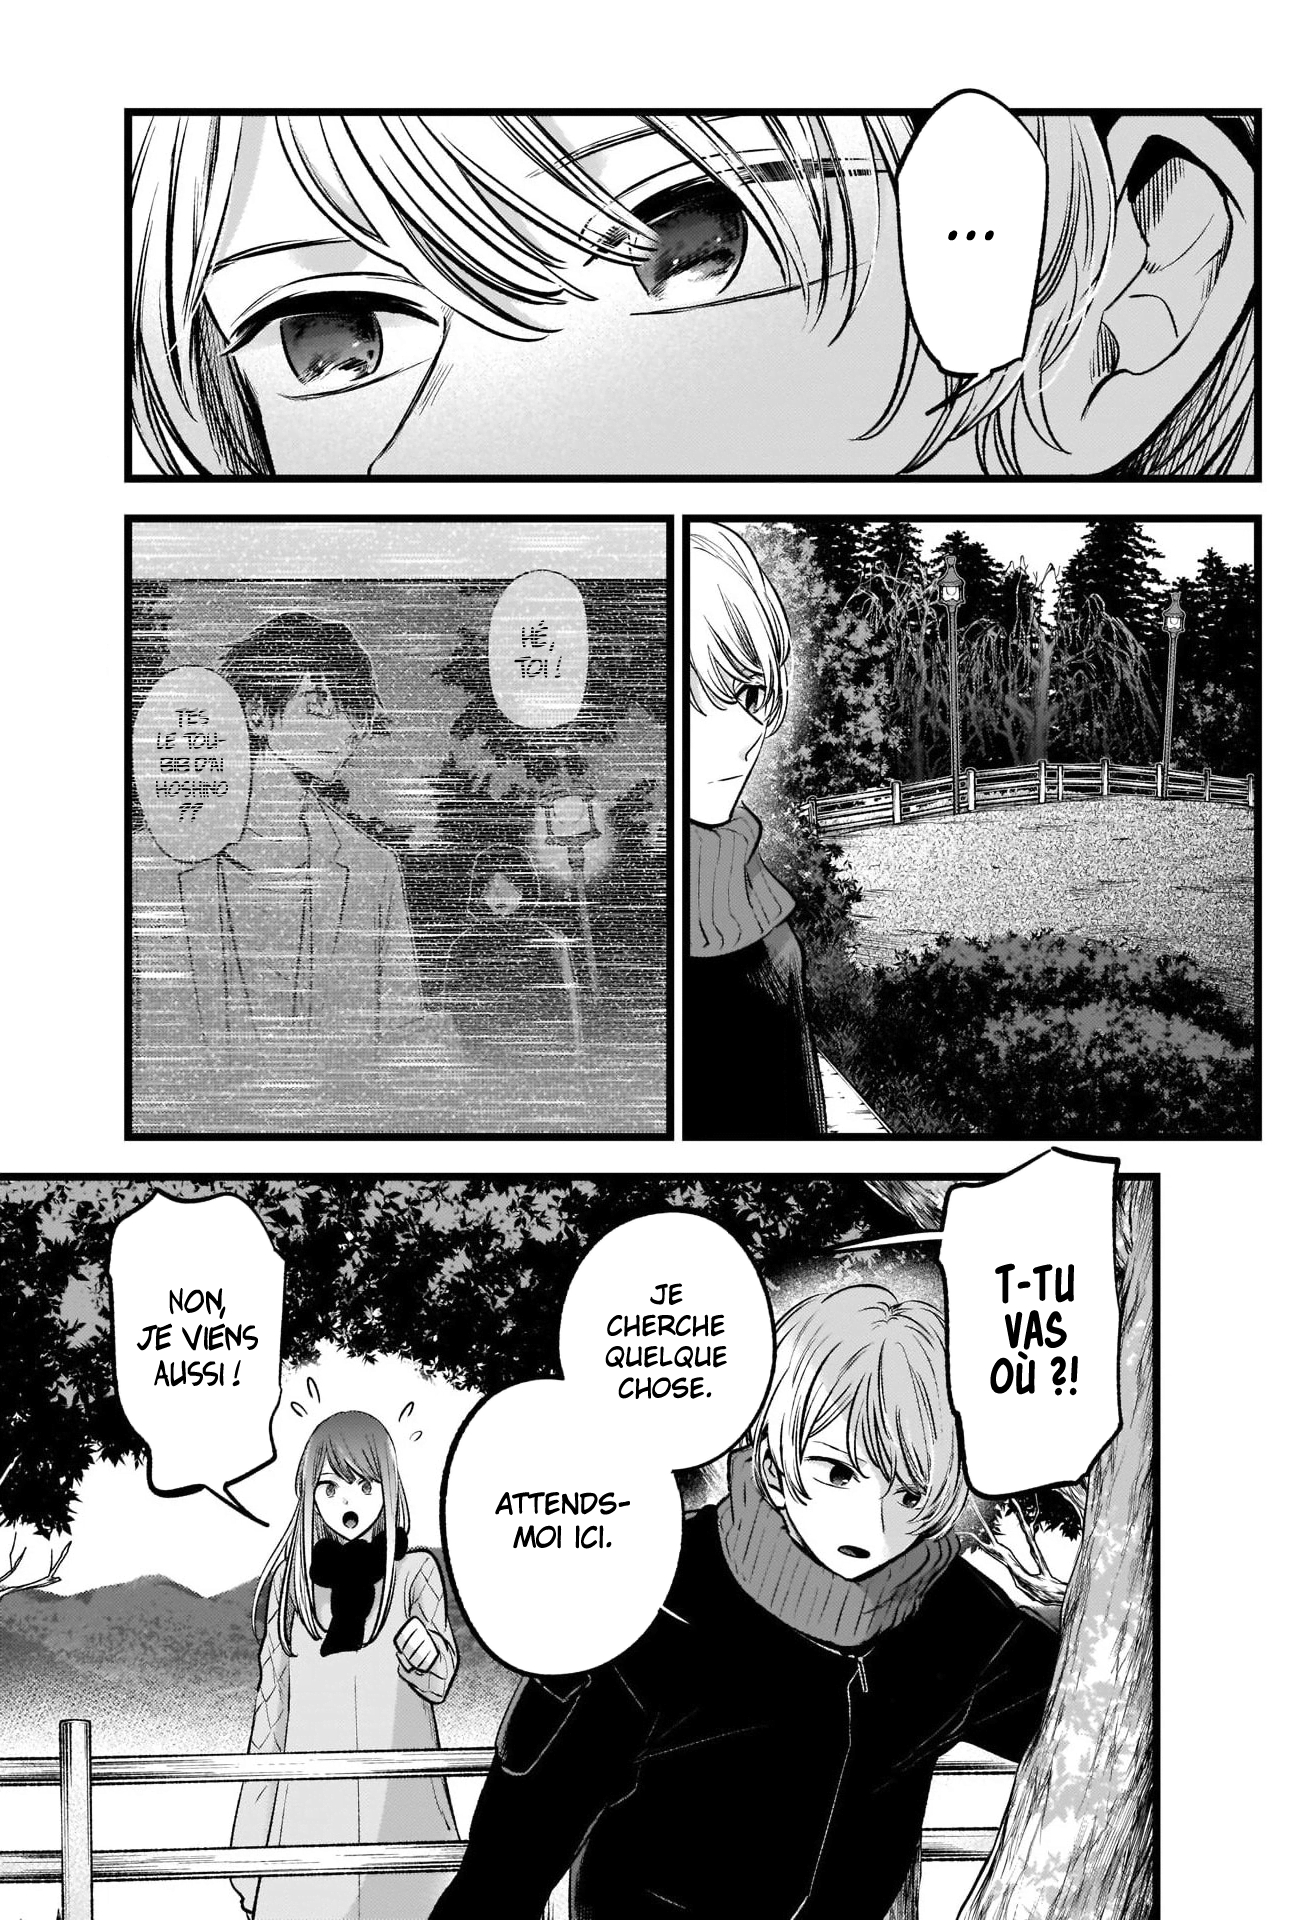 ...
HÉ,
TOI !
T'ES
LE TOU-
BIB D'AI
HOSHINO
??
T-TU
VAS
OÙ ?!
JE
CHERCHE
QUELQUE
CHOSE.
ATTENDS-
MOI ICI.
NON,
JE VIENS
AUSSI !